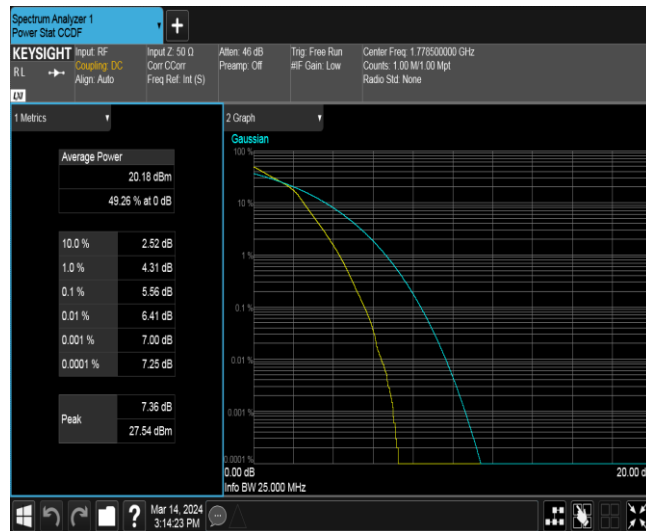 Spectrum Analyzer 1
Power Stat CCDF
+
KEYSIGHT
RL
LXI
Input: RF
Coupling: DC
Align: Auto
Input Z: 50 Ω
Corr CCorr
Freq Ref: Int (S)
Atten: 46 dB
Preamp: Off
Trig: Free Run
#IF Gain: Low
Center Freq: 1.778500000 GHz
Counts: 1.00 M/1.00 Mpt
Radio Std: None
1 Metrics
Average Power
20.18 dBm
49.26 % at 0 dB
10.0 % 2.52 dB
1.0 % 4.31 dB
0.1 % 5.56 dB
0.01 % 6.41 dB
0.001 % 7.00 dB
0.0001 % 7.25 dB
Peak
7.36 dB
27.54 dBm
2 Graph
Gaussian
100 %
10 %
1 %
0.1 %
0.01 %
0.001 %
0.0001 %
0.00 dB
20.00 d
Info BW 25.000 MHz
?
Mar 14, 2024
3:14:23 PM